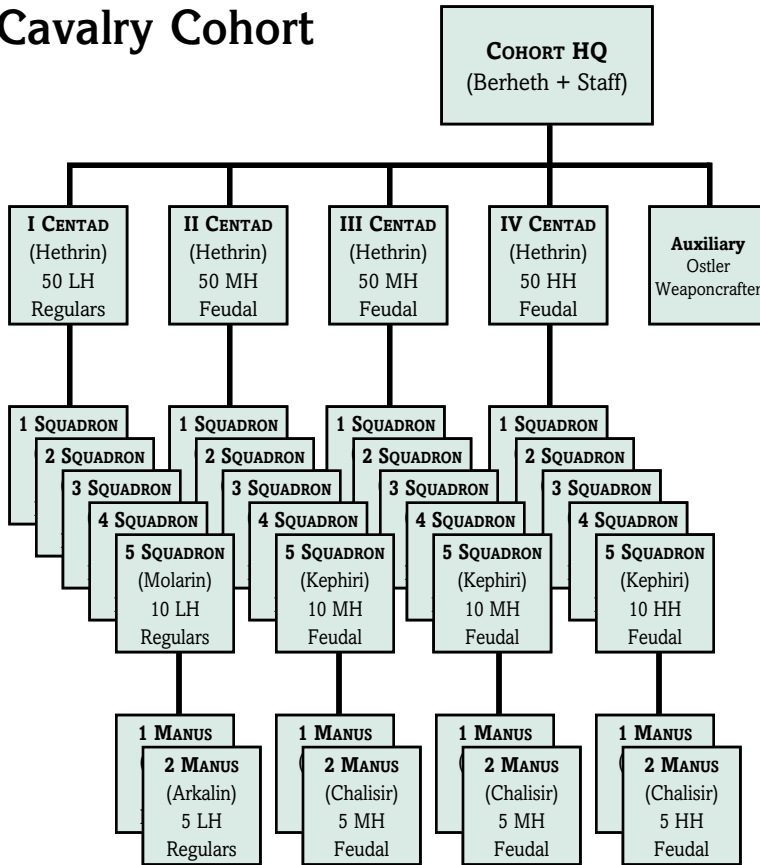 Cavalry Cohort
COHORT HQ
(Berheth + Staff)
I CENTAD
(Hethrin)
50 LH
Regulars
II CENTAD
(Hethrin)
50 MH
Feudal
III CENTAD
(Hethrin)
50 MH
Feudal
IV CENTAD
(Hethrin)
50 HH
Feudal
Auxiliary
Ostler
Weaponcrafter
1 SQUADRON
2 SQUADRON
3 SQUADRON
4 SQUADRON
5 SQUADRON
(Molarin)
10 LH
Regulars
1 SQUADRON
2 SQUADRON
3 SQUADRON
4 SQUADRON
5 SQUADRON
(Kephiri)
10 MH
Feudal
1 SQUADRON
2 SQUADRON
3 SQUADRON
4 SQUADRON
5 SQUADRON
(Kephiri)
10 MH
Feudal
1 SQUADRON
2 SQUADRON
3 SQUADRON
4 SQUADRON
5 SQUADRON
(Kephiri)
10 HH
Feudal
1 MANUS
2 MANUS
(Arkalin)
5 LH
Regulars
1 MANUS
2 MANUS
(Chalisir)
5 MH
Feudal
1 MANUS
2 MANUS
(Chalisir)
5 MH
Feudal
1 MANUS
2 MANUS
(Chalisir)
5 HH
Feudal